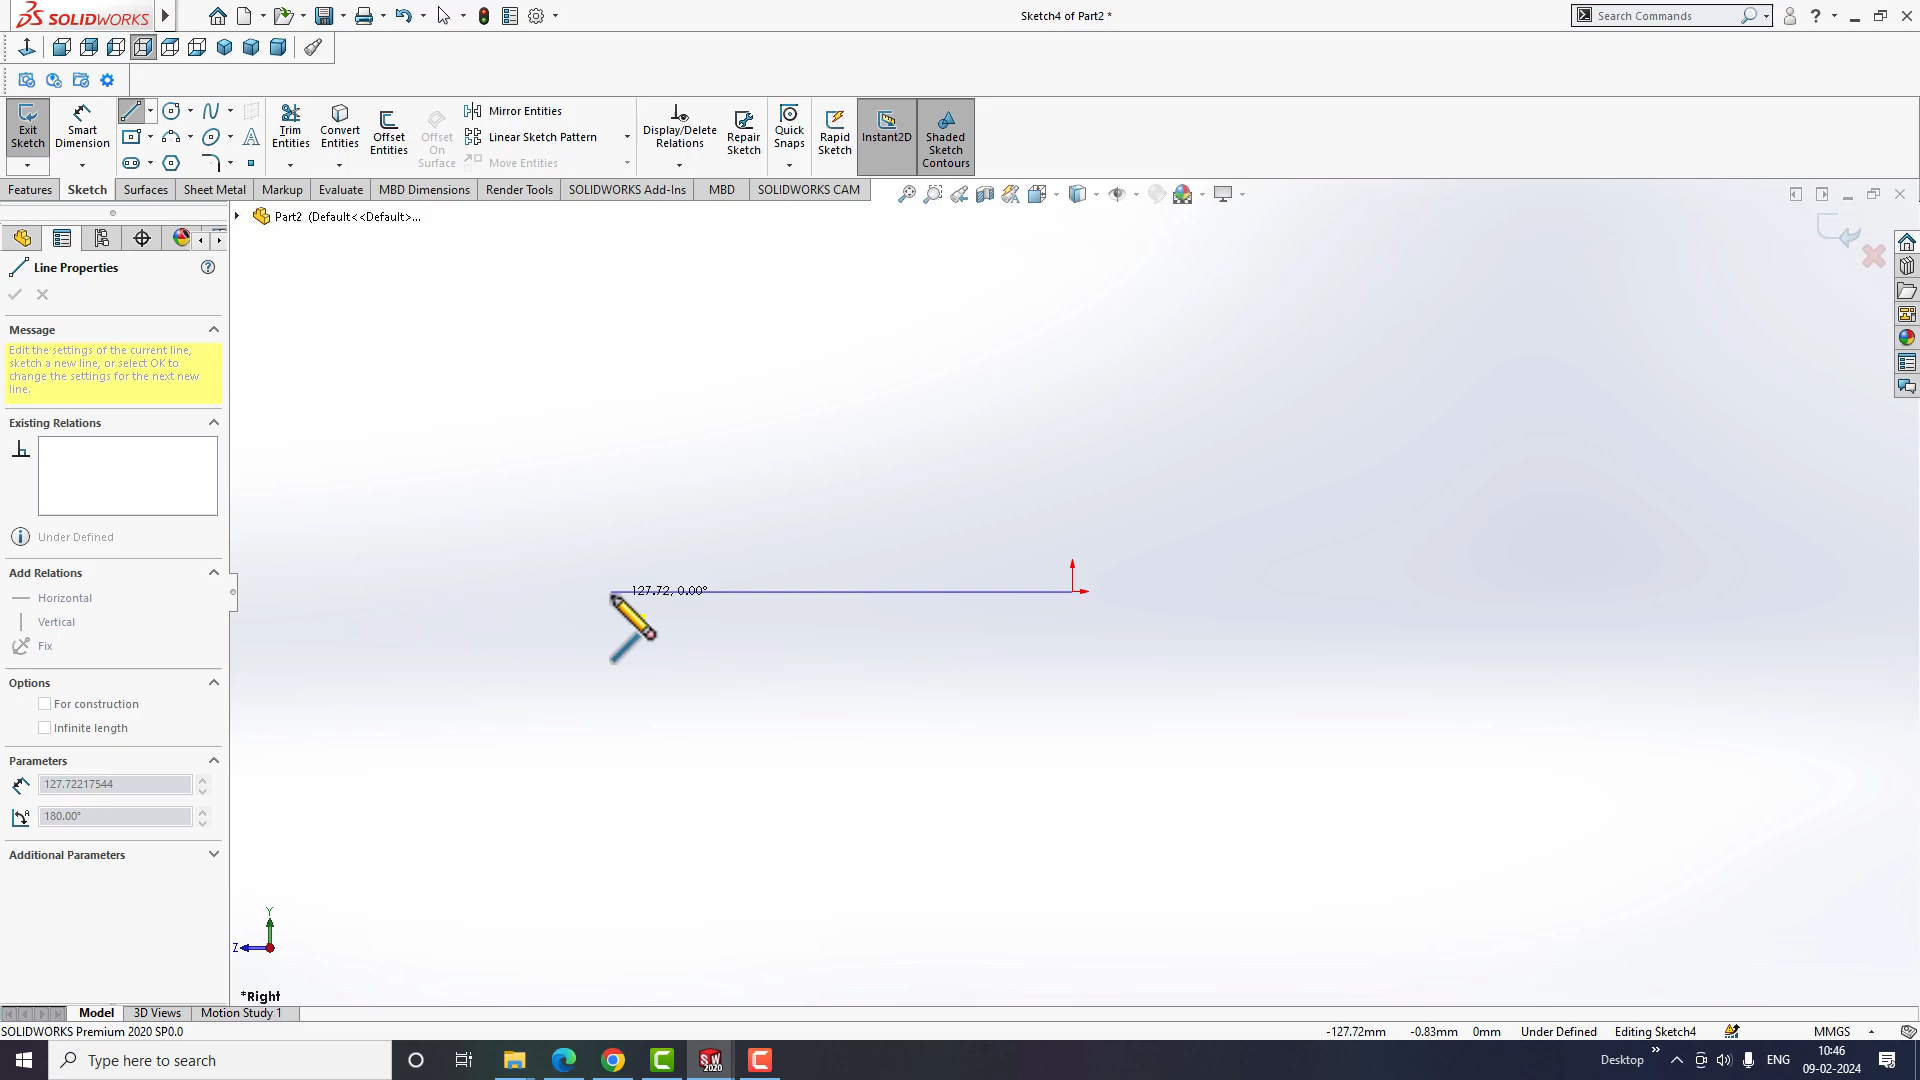 SOLIDWORKS
Sketch4 of Part2 *
Search Commands
Exit Sketch
Smart Dimension
Trim Entities
Convert Entities
Offset Entities
Offset On Surface
Mirror Entities
Linear Sketch Pattern
Move Entities
Display/Delete Relations
Repair Sketch
Quick Snaps
Rapid Sketch
Instant2D
Shaded Sketch Contours
Features
Sketch
Surfaces
Sheet Metal
Markup
Evaluate
MBD Dimensions
Render Tools
SOLIDWORKS Add-Ins
MBD
SOLIDWORKS CAM
Part2 (Default<<Default>...
Line Properties
Message
Edit the settings of the current line,
sketch a new line, or select OK to
change the settings for the next new
line.
Existing Relations
Under Defined
Add Relations
Horizontal
Vertical
Fix
Options
For construction
Infinite length
Parameters
127.72217544
180.00°
Additional Parameters
127.72, 0.00°
Y
Z
*Right
Model
3D Views
Motion Study 1
SOLIDWORKS Premium 2020 SP0.0
-127.72mm
-0.83mm
0mm
Under Defined
Editing Sketch4
MMGS
Type here to search
Desktop
ENG
10:46
09-02-2024